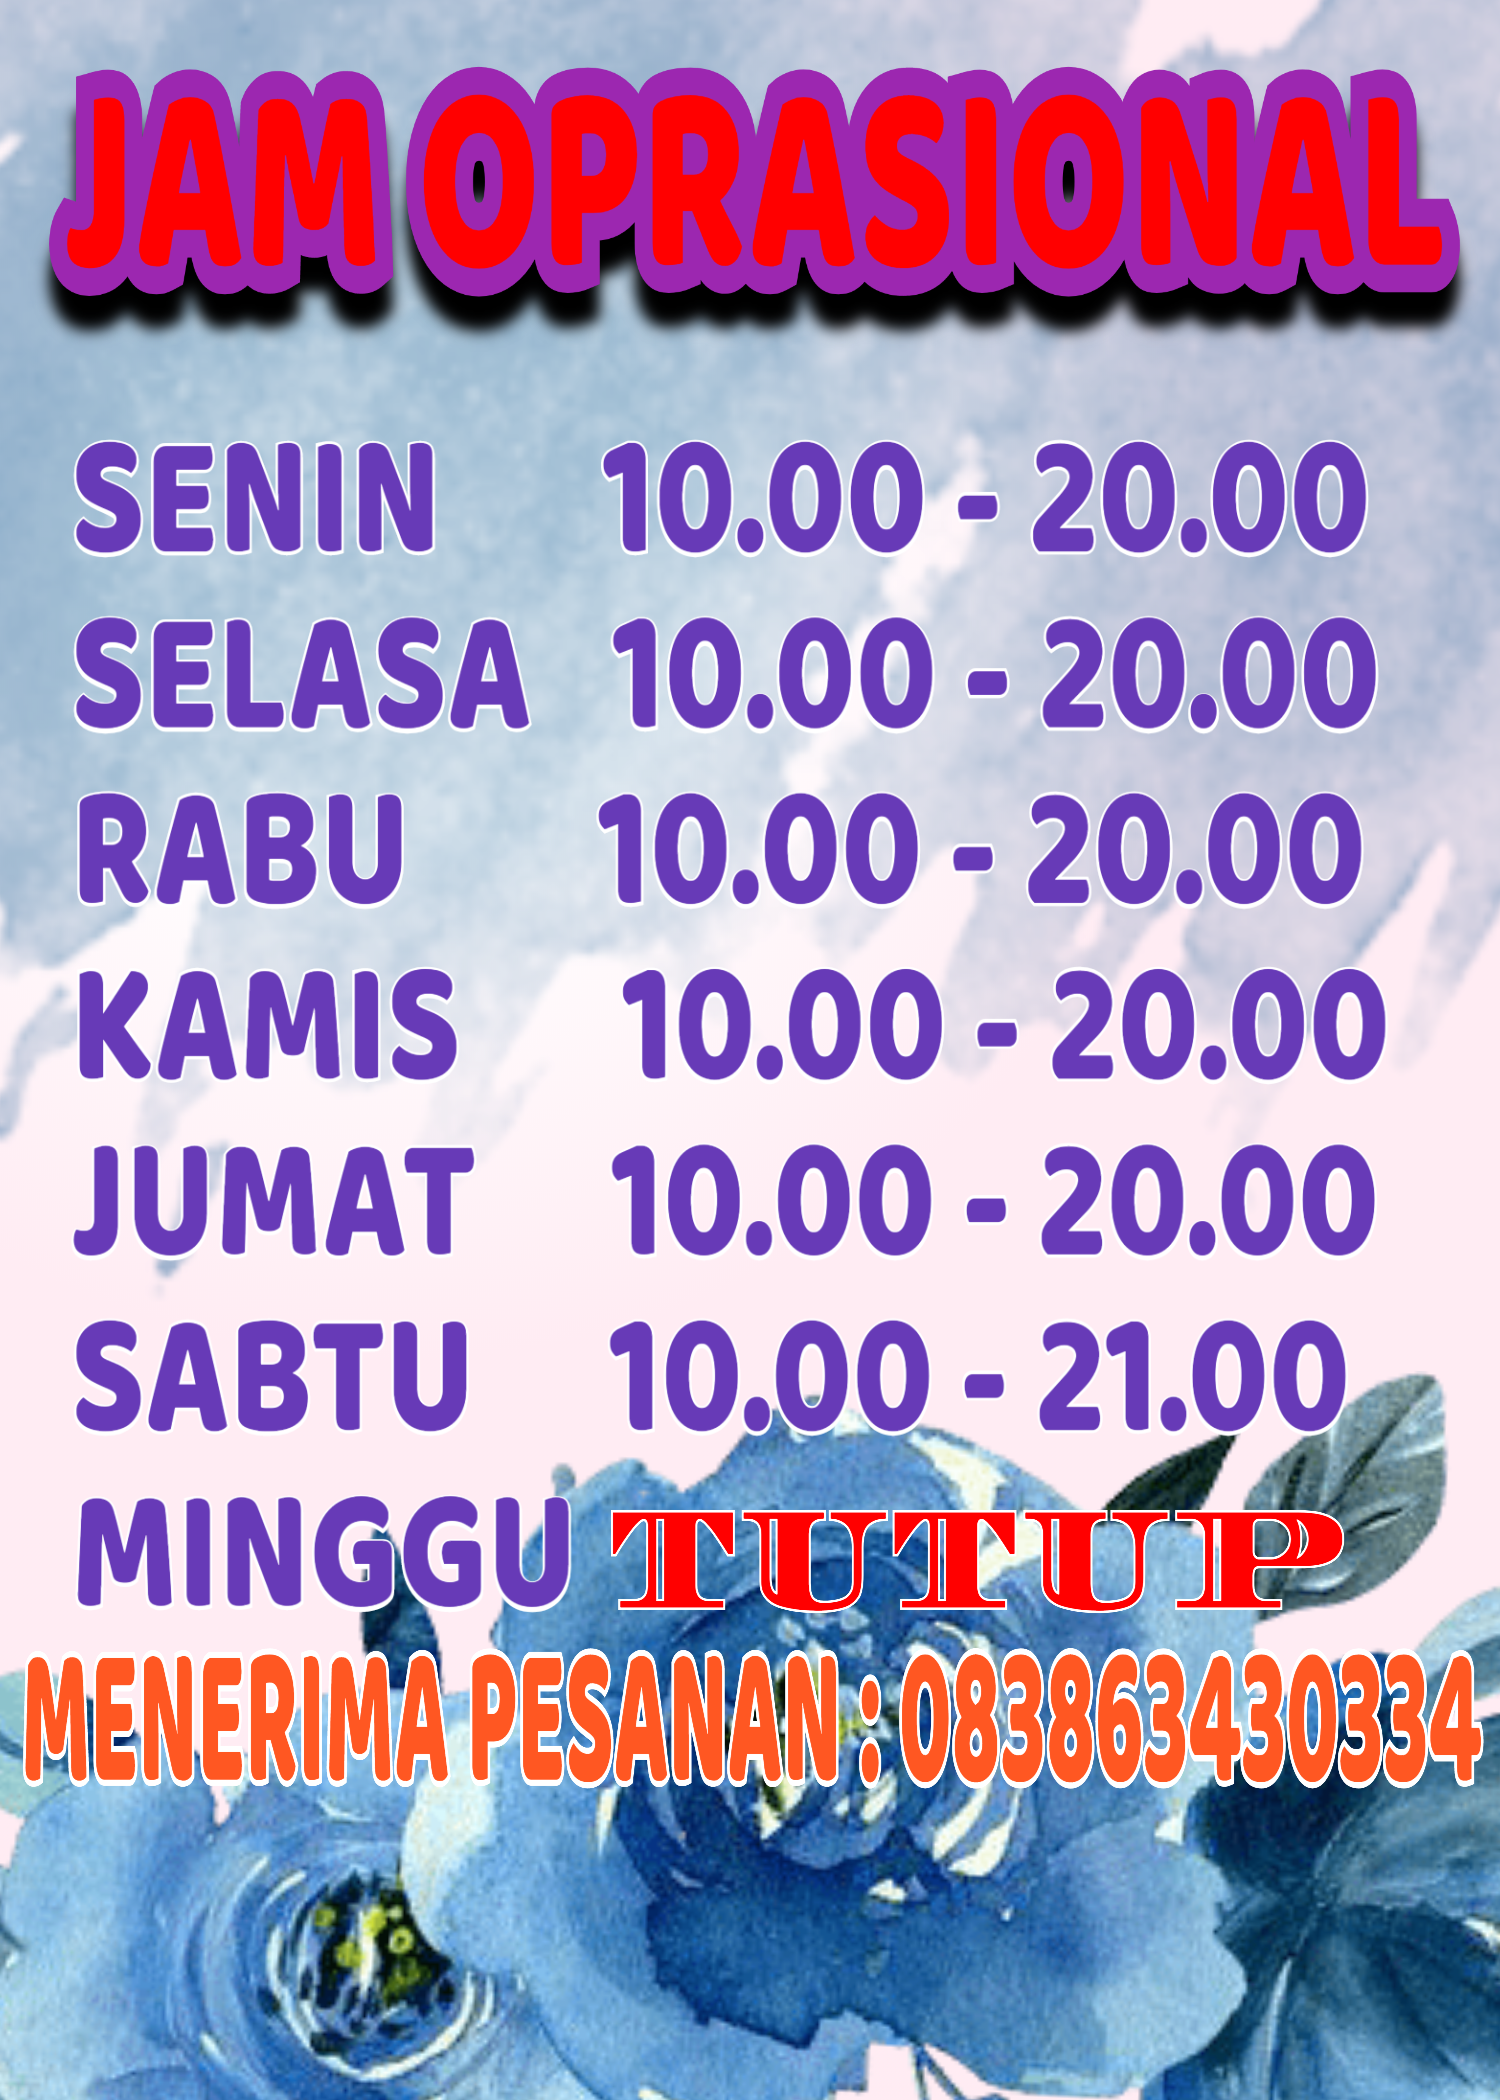 JAM OPRASIONAL
SENIN 10.00 - 20.00
SELASA 10.00 - 20.00
RABU 10.00 - 20.00
KAMIS 10.00 - 20.00
JUMAT 10.00 - 20.00
SABTU 10.00 - 21.00
MINGGU TUTUP
MENERIMA PESANAN : 083863430334